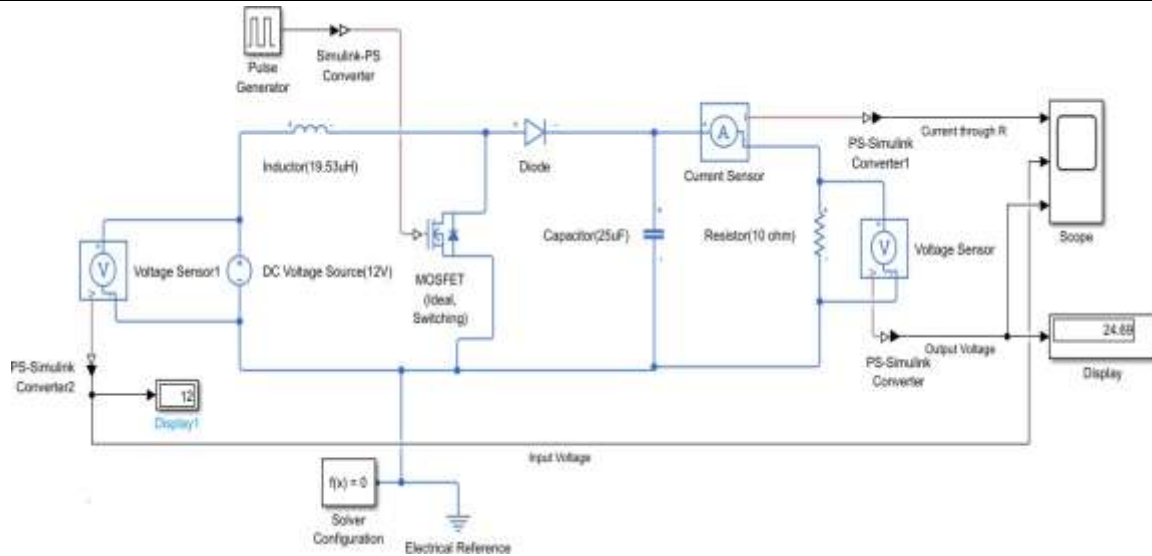 Pulse
Generator
Simulink-PS
Converter
Inductor(19.53uH)
Diode
A
Current Sensor
PS-Simulink
Converter1
Current through R
Scope
V
Voltage Sensor1
DC Voltage Source(12V)
MOSFET
(Ideal,
Switching)
Capacitor(25uF)
Resistor(10 ohm)
V
Voltage Sensor
PS-Simulink
Converter
Output Voltage
24.69
Display
PS-Simulink
Converter2
12
Display1
Input Voltage
f(x) = 0
Solver
Configuration
Electrical Reference